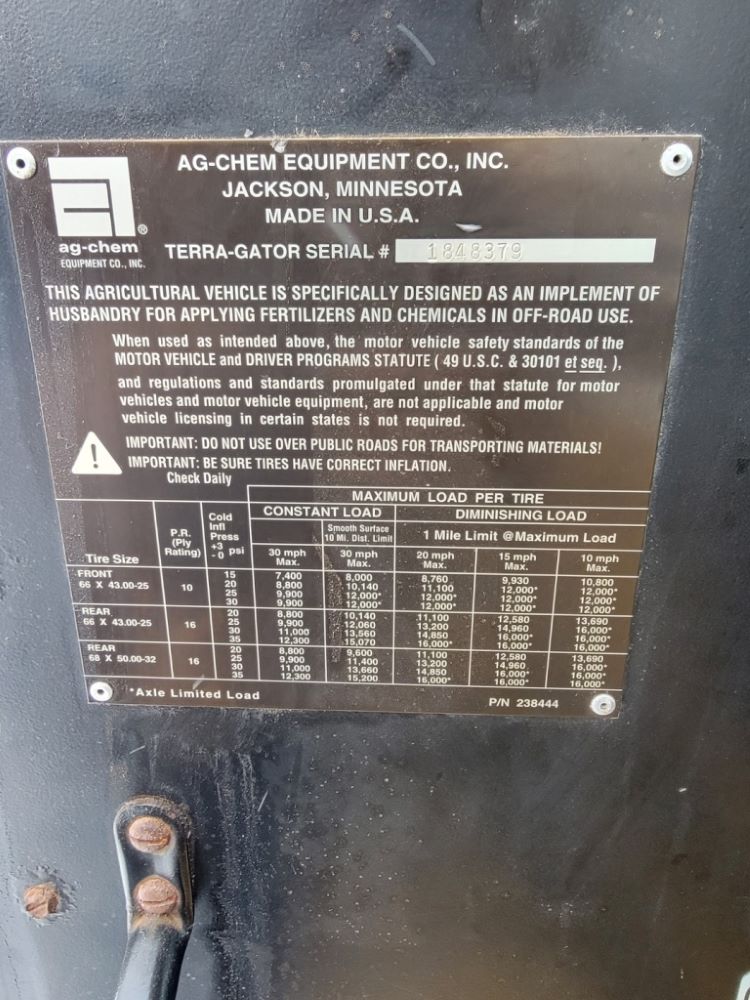 AG-CHEM EQUIPMENT CO., INC.
JACKSON, MINNESOTA
MADE IN U.S.A.
®
ag-chem
EQUIPMENT CO., INC.
TERRA-GATOR SERIAL # 1848379
THIS AGRICULTURAL VEHICLE IS SPECIFICALLY DESIGNED AS AN IMPLEMENT OF
HUSBANDRY FOR APPLYING FERTILIZERS AND CHEMICALS IN OFF-ROAD USE.
When used as intended above, the motor vehicle safety standards of the
MOTOR VEHICLE and DRIVER PROGRAMS STATUTE ( 49 U.S.C. & 30101 et seq. ),
and regulations and standards promulgated under that statute for motor
vehicles and motor vehicle equipment, are not applicable and motor
vehicle licensing in certain states is not required.
IMPORTANT: DO NOT USE OVER PUBLIC ROADS FOR TRANSPORTING MATERIALS!
IMPORTANT: BE SURE TIRES HAVE CORRECT INFLATION.
Check Daily
MAXIMUM LOAD PER TIRE
CONSTANT LOAD DIMINISHING LOAD
Tire Size P.R. (Ply Rating) Cold Infl Press +3 - 0 psi 30 mph Max. Smooth Surface 10 Mi. Dist. Limit 30 mph Max. 1 Mile Limit @Maximum Load 20 mph Max. 15 mph Max. 10 mph Max.
FRONT 15 7,400 8,000 8,760 9,930 10,800
66 X 43.00-25 10 20 8,800 10,140 11,100 12,000* 12,000*
25 9,900 12,000* 12,000* 12,000* 12,000*
30 9,900 12,000* 12,000* 12,000* 12,000*
REAR 20 8,800 10,140 11,100 12,580 13,690
66 X 43.00-25 16 25 9,900 12,060 13,200 14,960 16,000*
30 11,000 13,560 14,850 16,000* 16,000*
35 12,300 15,070 16,000* 16,000* 16,000*
REAR 20 8,800 9,600 11,100 12,580 13,690
68 X 50.00-32 16 25 9,900 11,400 13,200 14,960 16,000*
30 11,000 13,660 14,850 16,000* 16,000*
35 12,300 15,200 16,000* 16,000* 16,000*
*Axle Limited Load
P/N 238444